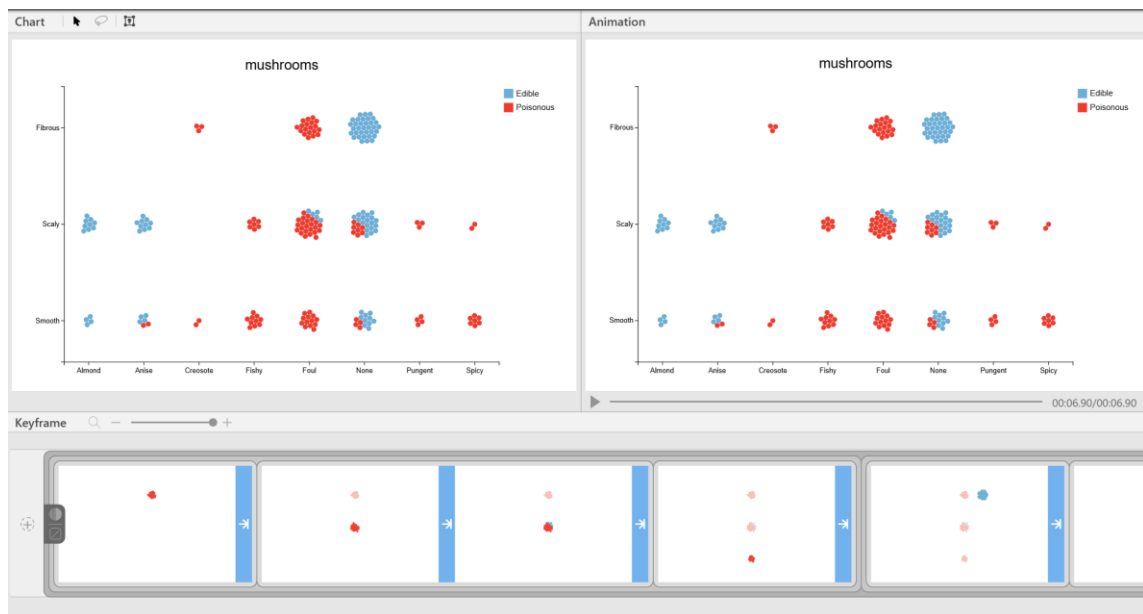 Chart
mushrooms
Edible
Poisonous
Fibrous
Scaly
Smooth
Almond Anise Creosote Fishy Foul None Pungent Spicy
Animation
mushrooms
Edible
Poisonous
Fibrous
Scaly
Smooth
Almond Anise Creosote Fishy Foul None Pungent Spicy
00:06.90/00:06.90
Keyframe